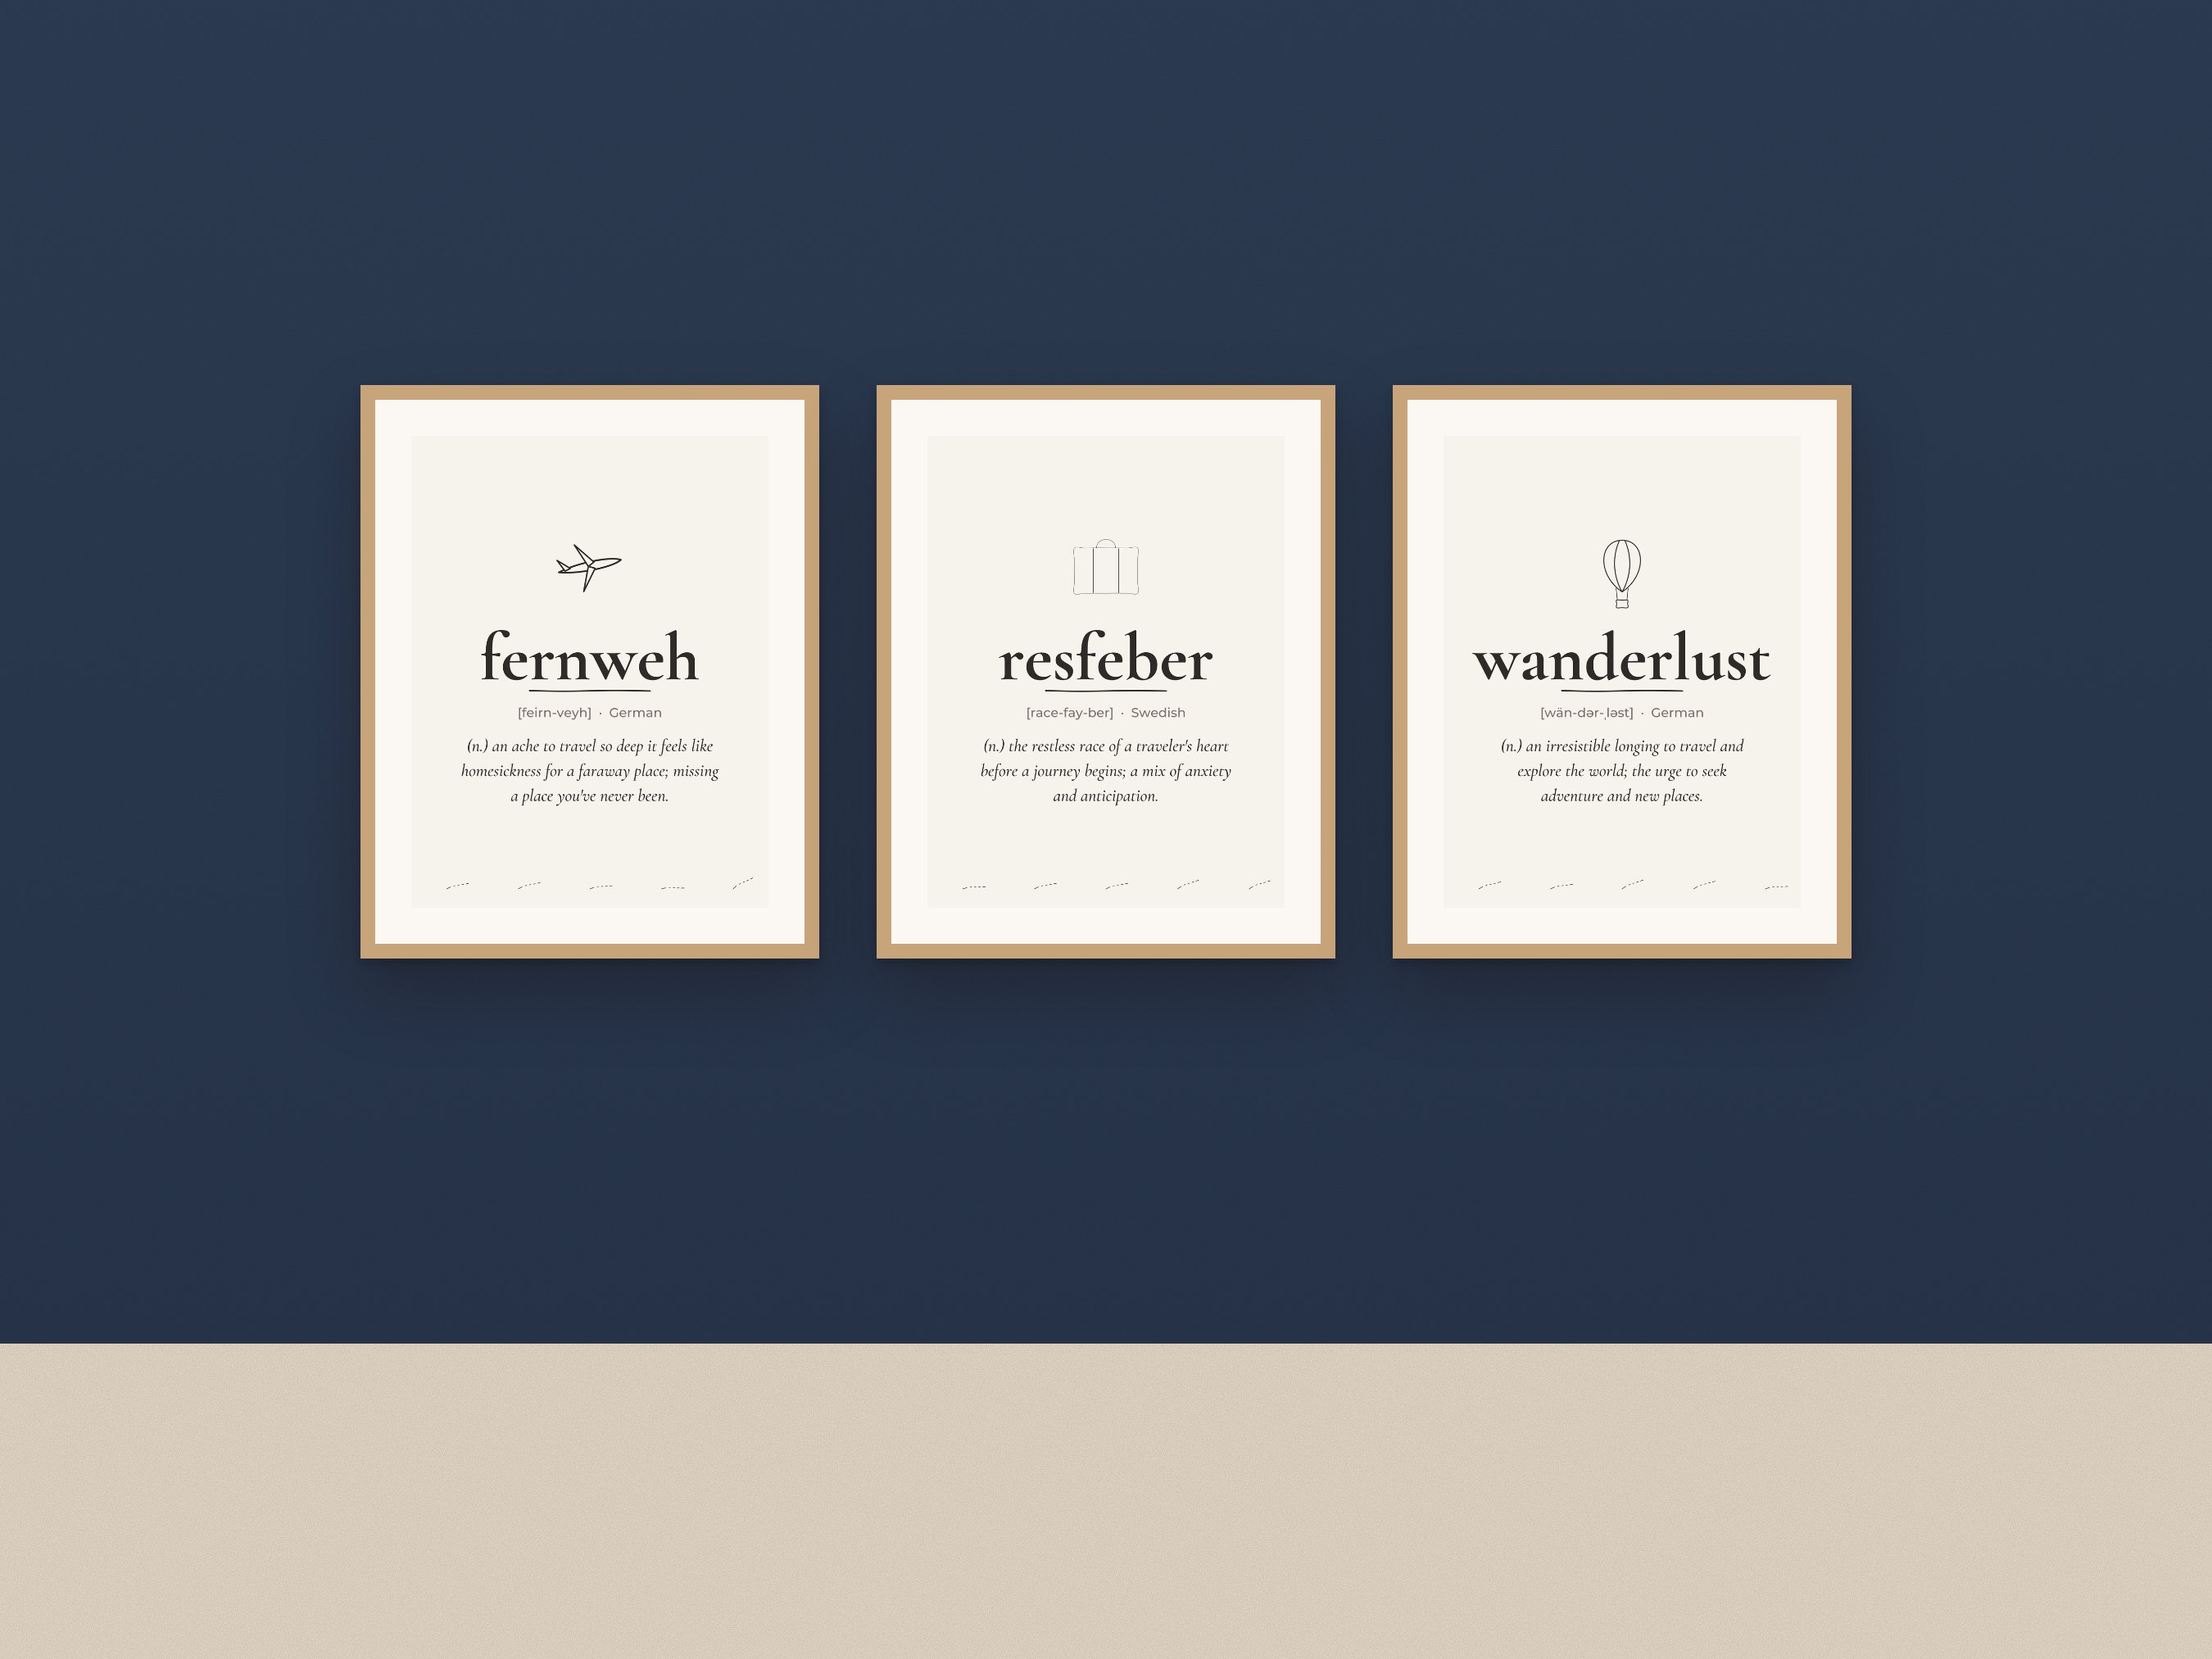 fernweh
[feirn-veyh] · German
(n.) an ache to travel so deep it feels like
homesickness for a faraway place; missing
a place you've never been.
resfeber
[race-fay-ber] · Swedish
(n.) the restless race of a traveler's heart
before a journey begins; a mix of anxiety
and anticipation.
wanderlust
[wän-dər-ˌləst] · German
(n.) an irresistible longing to travel and
explore the world; the urge to seek
adventure and new places.